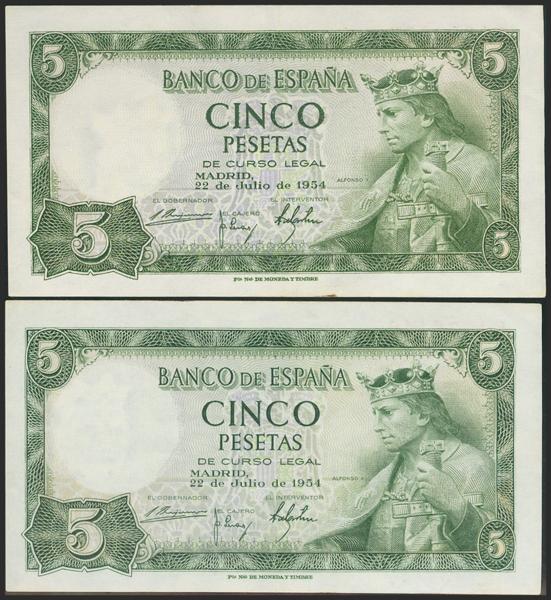 5 5
BANCO DE ESPAÑA
CINCO
PESETAS
DE CURSO LEGAL
MADRID,
22 de Julio de 1954
ALFONSO X
EL GOBERNADOR EL INTERVENTOR
EL CAJERO
5 5
Fca Nal DE MONEDA Y TIMBRE
5 5
BANCO DE ESPAÑA
CINCO
PESETAS
DE CURSO LEGAL
MADRID,
22 de Julio de 1954
ALFONSO X
EL GOBERNADOR EL INTERVENTOR
EL CAJERO
5 5
Fca Nal DE MONEDA Y TIMBRE